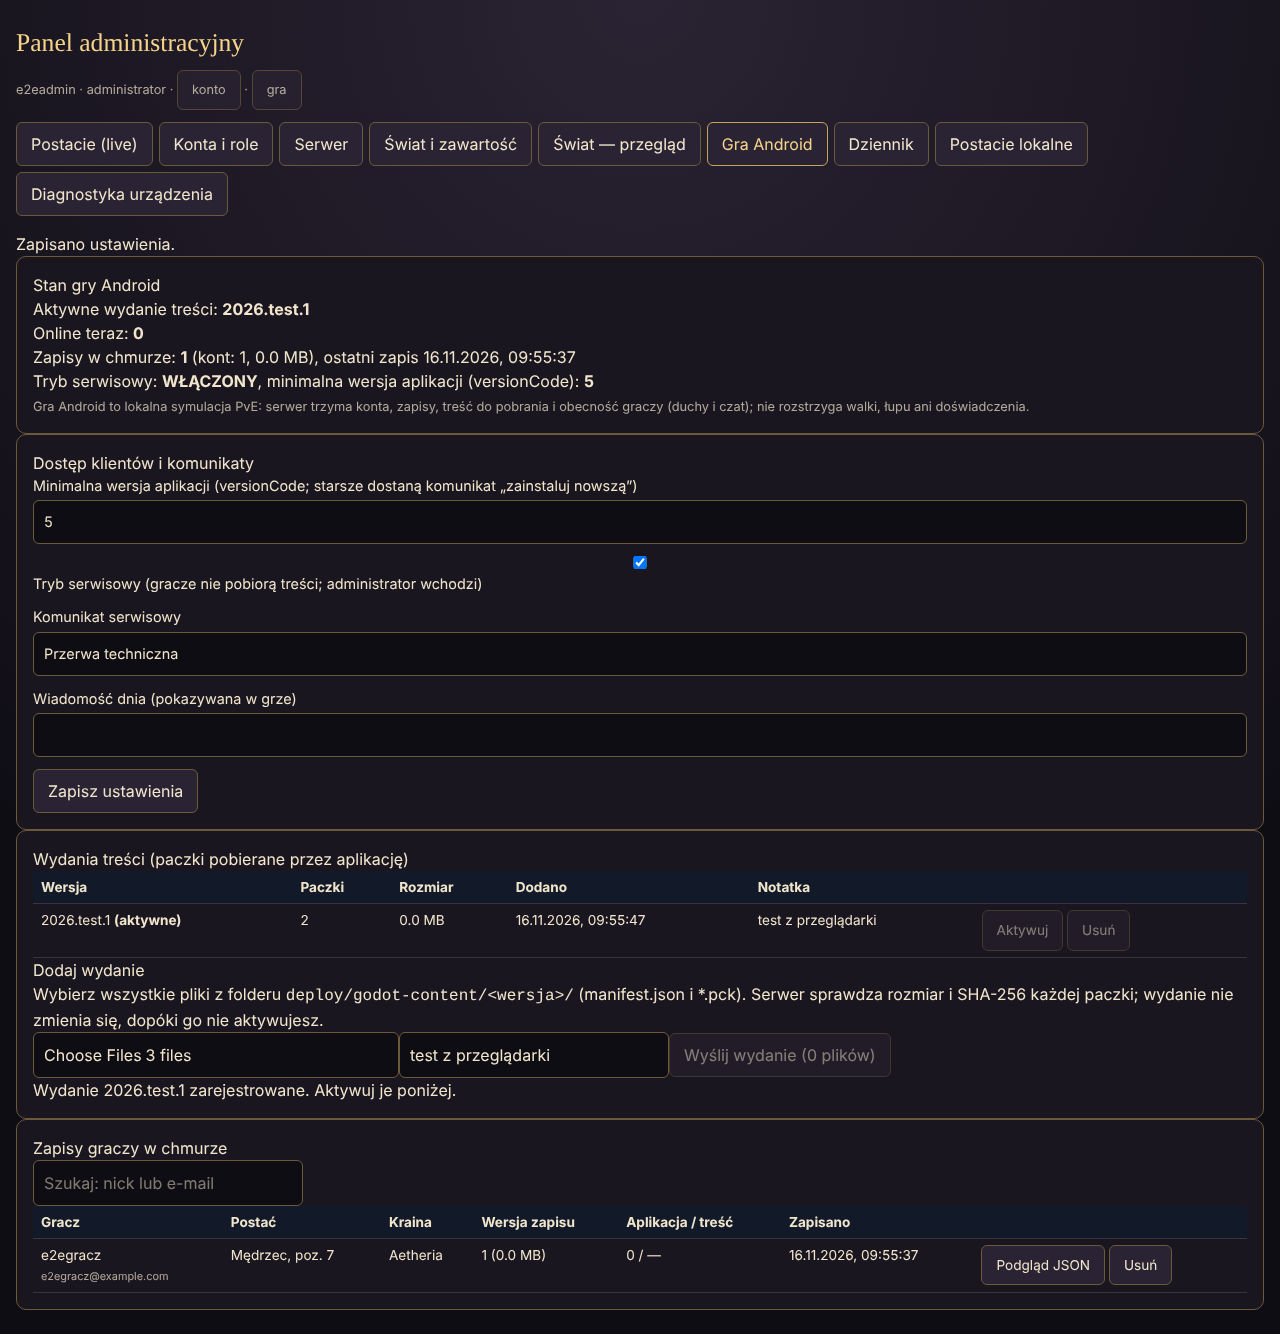 Panel administracyjny
e2eadmin · administrator · konto · gra
Postacie (live) Konta i role Serwer Świat i zawartość Świat — przegląd Gra Android Dziennik Postacie lokalne
Diagnostyka urządzenia
Zapisano ustawienia.
Stan gry Android
Aktywne wydanie treści: 2026.test.1
Online teraz: 0
Zapisy w chmurze: 1 (kont: 1, 0.0 MB), ostatni zapis 16.11.2026, 09:55:37
Tryb serwisowy: WŁĄCZONY, minimalna wersja aplikacji (versionCode): 5
Gra Android to lokalna symulacja PvE: serwer trzyma konta, zapisy, treść do pobrania i obecność graczy (duchy i czat); nie rozstrzyga walki, łupu ani doświadczenia.
Dostęp klientów i komunikaty
Minimalna wersja aplikacji (versionCode; starsze dostaną komunikat „zainstaluj nowszą”)
5
Tryb serwisowy (gracze nie pobiorą treści; administrator wchodzi)
Komunikat serwisowy
Przerwa techniczna
Wiadomość dnia (pokazywana w grze)
Zapisz ustawienia
Wydania treści (paczki pobierane przez aplikację)
Wersja Paczki Rozmiar Dodano Notatka
2026.test.1 (aktywne) 2 0.0 MB 16.11.2026, 09:55:47 test z przeglądarki Aktywuj Usuń
Dodaj wydanie
Wybierz wszystkie pliki z folderu deploy/godot-content/<wersja>/ (manifest.json i *.pck). Serwer sprawdza rozmiar i SHA-256 każdej paczki; wydanie nie
zmienia się, dopóki go nie aktywujesz.
Choose Files 3 files test z przeglądarki Wyślij wydanie (0 plików)
Wydanie 2026.test.1 zarejestrowane. Aktywuj je poniżej.
Zapisy graczy w chmurze
Szukaj: nick lub e-mail
Gracz Postać Kraina Wersja zapisu Aplikacja / treść Zapisano
e2egracz Mędrzec, poz. 7 Aetheria 1 (0.0 MB) 0 / — 16.11.2026, 09:55:37 Podgląd JSON Usuń
e2egracz@example.com